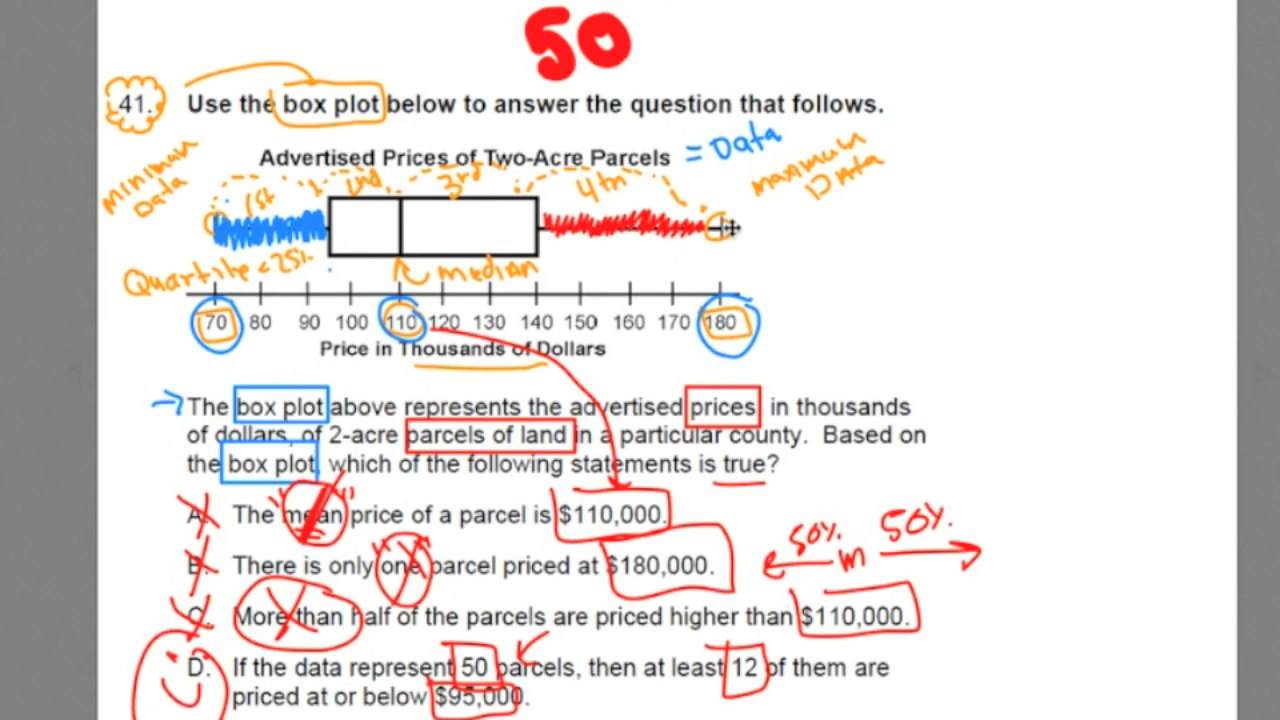 50
41. Use the box plot below to answer the question that follows.
Advertised Prices of Two-Acre Parcels = Data
minimum Data
maximum Data
1st 2nd 3rd 4th
Quartile = 25%
median
70 80 90 100 110 120 130 140 150 160 170 180
Price in Thousands of Dollars
The box plot above represents the advertised prices in thousands
of dollars, of 2-acre parcels of land in a particular county. Based on
the box plot, which of the following statements is true?
A. The mean price of a parcel is $110,000.
B. There is only one parcel priced at $180,000.
50% m 50%
C. More than half of the parcels are priced higher than $110,000.
D. If the data represent 50 parcels, then at least 12 of them are
priced at or below $95,000.